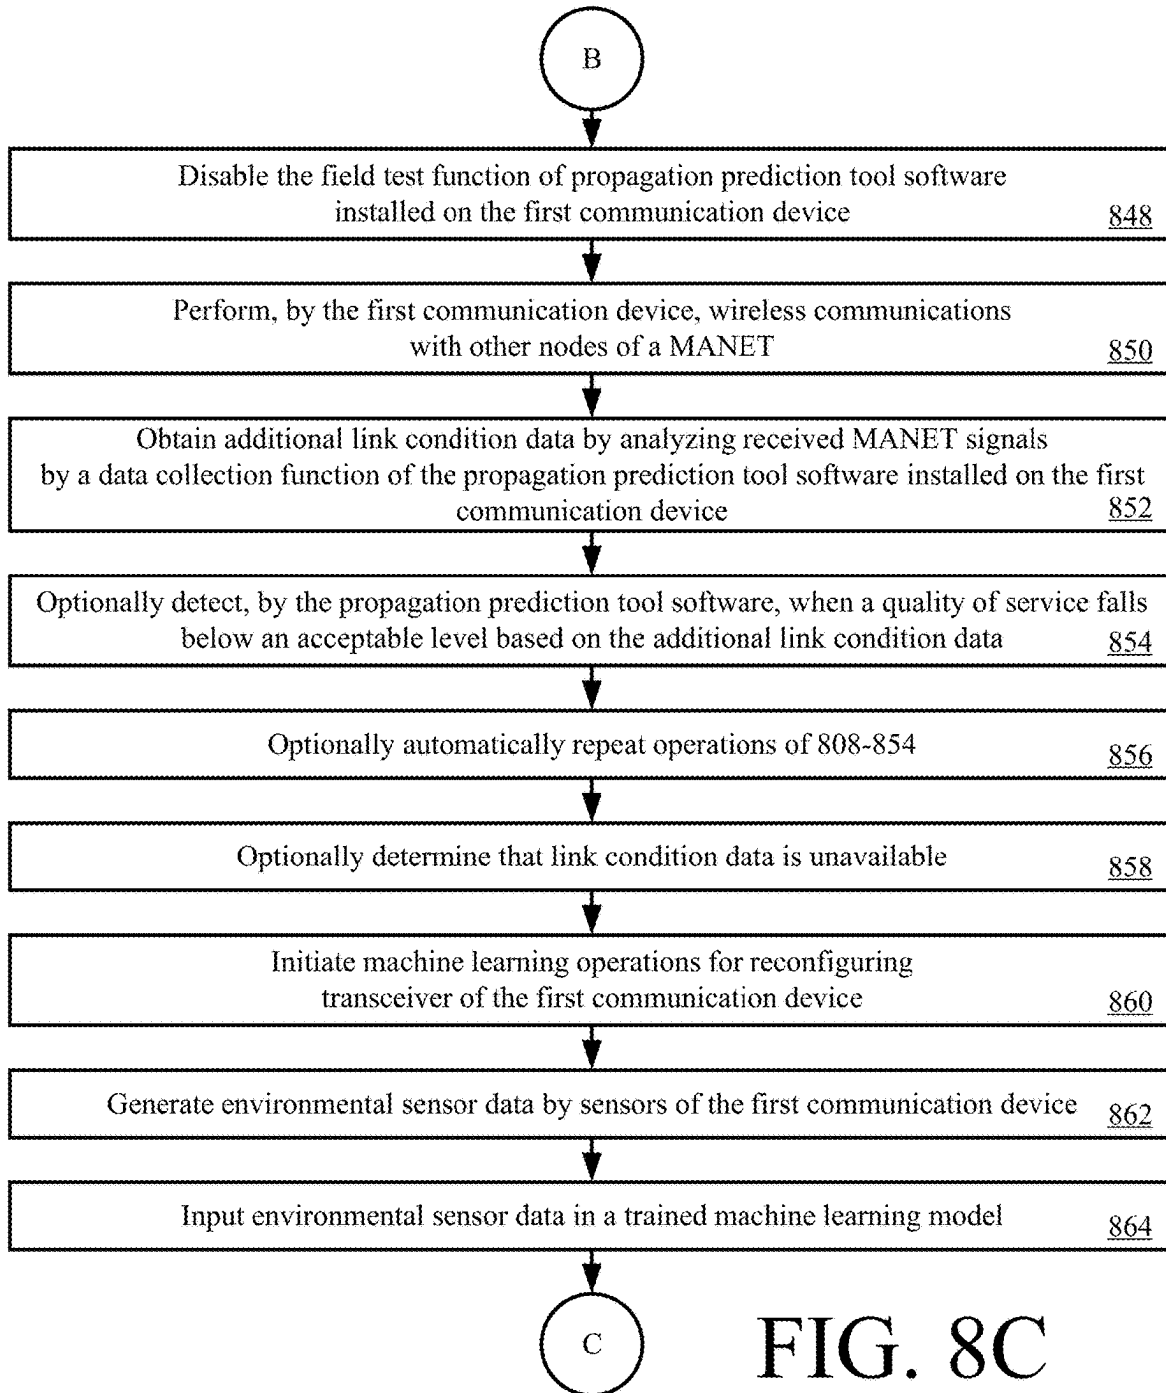 B
Disable the field test function of propagation prediction tool software
installed on the first communication device
848
Perform, by the first communication device, wireless communications
with other nodes of a MANET
850
Obtain additional link condition data by analyzing received MANET signals
by a data collection function of the propagation prediction tool software installed on the first
communication device
852
Optionally detect, by the propagation prediction tool software, when a quality of service falls
below an acceptable level based on the additional link condition data
854
Optionally automatically repeat operations of 808-854
856
Optionally determine that link condition data is unavailable
858
Initiate machine learning operations for reconfiguring
transceiver of the first communication device
860
Generate environmental sensor data by sensors of the first communication device
862
Input environmental sensor data in a trained machine learning model
864
C
FIG. 8C